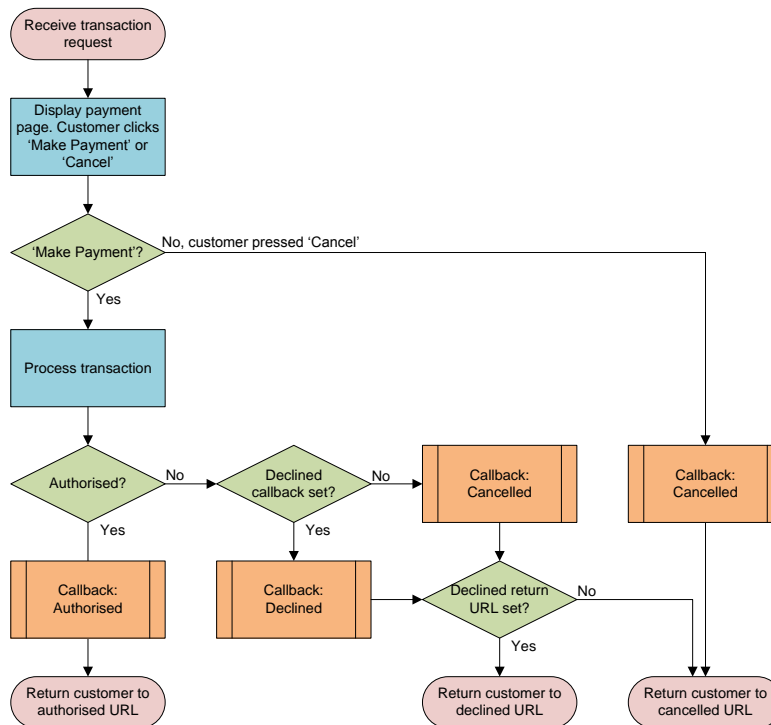 Receive transaction
request
Display payment
page. Customer clicks
‘Make Payment’ or
‘Cancel’
‘Make Payment’?
No, customer pressed ‘Cancel’
Yes
Process transaction
Authorised?
No
Declined
callback set?
No
Callback:
Cancelled
Callback:
Cancelled
Yes
Yes
Callback:
Authorised
Callback:
Declined
Declined return
URL set?
No
Yes
Return customer to
authorised URL
Return customer to
declined URL
Return customer to
cancelled URL